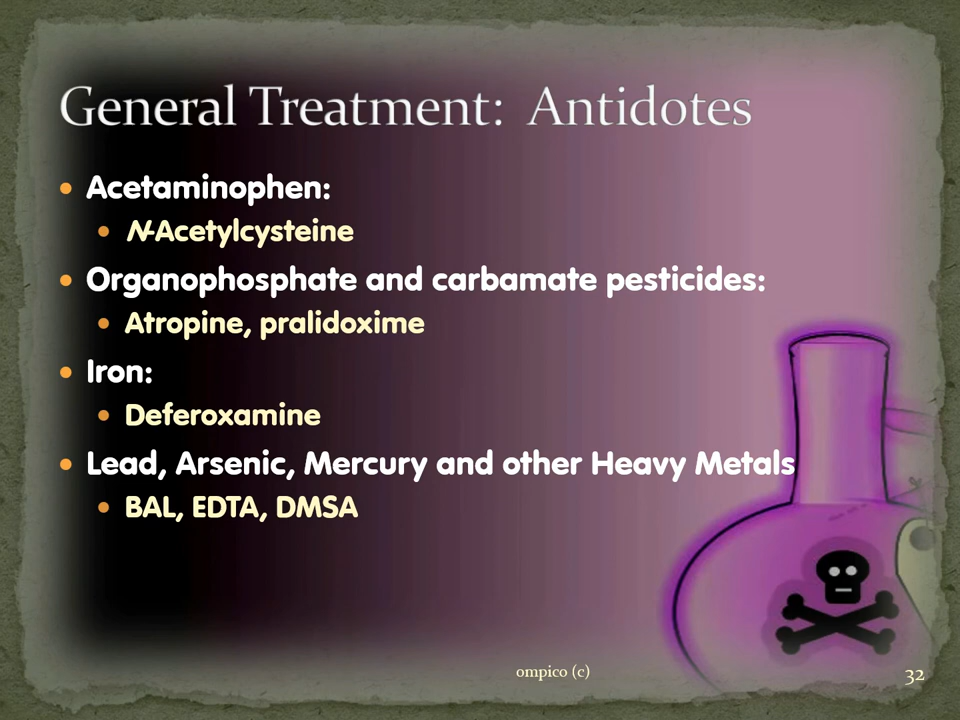 General Treatment: Antidotes
• Acetaminophen:
• N-Acetylcysteine
• Organophosphate and carbamate pesticides:
• Atropine, pralidoxime
• Iron:
• Deferoxamine
• Lead, Arsenic, Mercury and other Heavy Metals
• BAL, EDTA, DMSA
ompico (c)
32